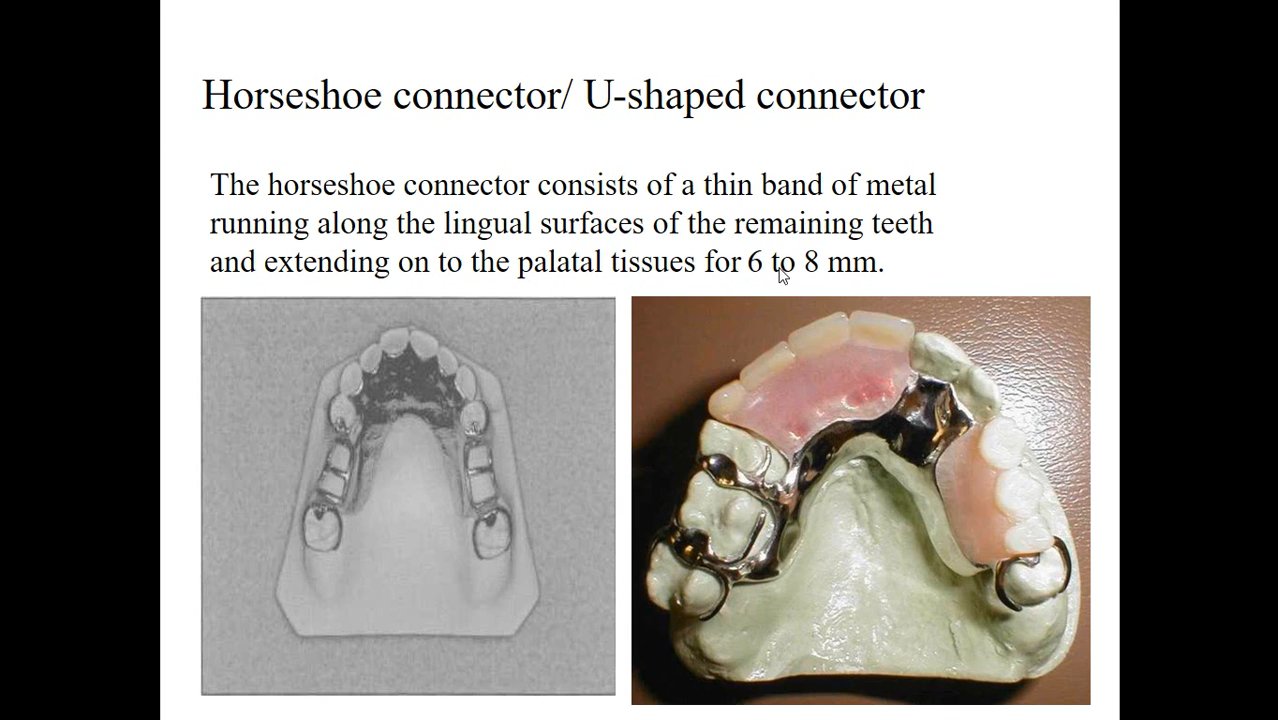 Horseshoe connector/ U-shaped connector
The horseshoe connector consists of a thin band of metal
running along the lingual surfaces of the remaining teeth
and extending on to the palatal tissues for 6 to 8 mm.